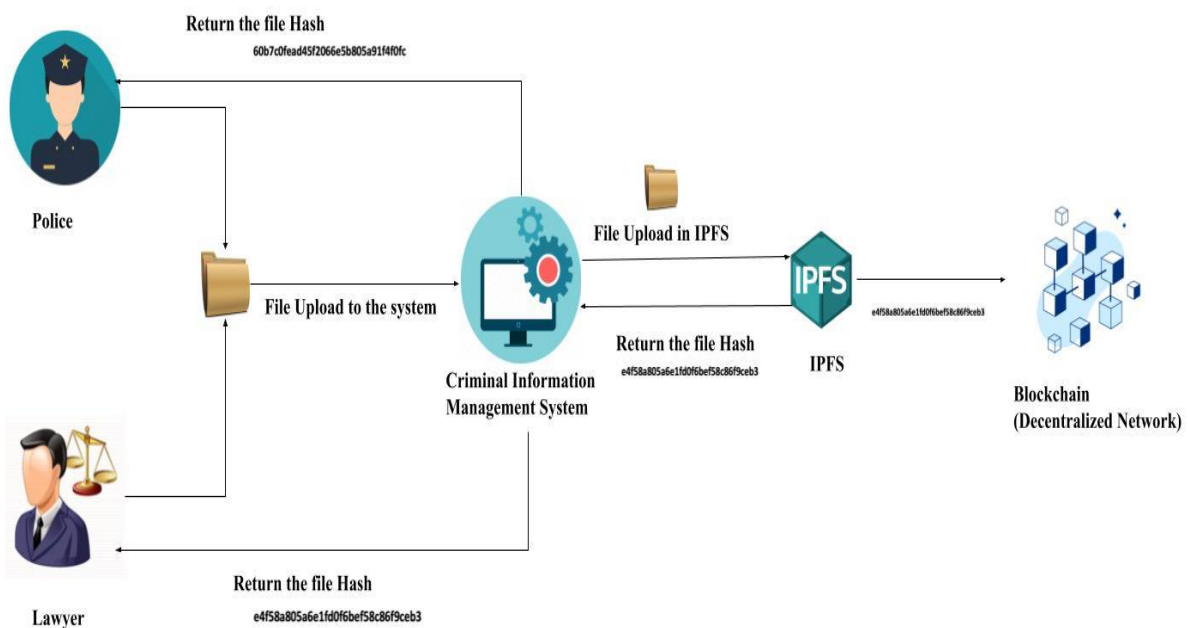 Return the file Hash
60b7c0fead45f2066e5b805a91f4f0fc
Police
File Upload to the system
Criminal Information
Management System
File Upload in IPFS
Return the file Hash
e4f58a805a6e1fd0f6bef58c86f9ceb3
IPFS
IPFS
e4f58a805a6e1fd0f6bef58c86f9ceb3
Blockchain
(Decentralized Network)
Return the file Hash
e4f58a805a6e1fd0f6bef58c86f9ceb3
Lawyer